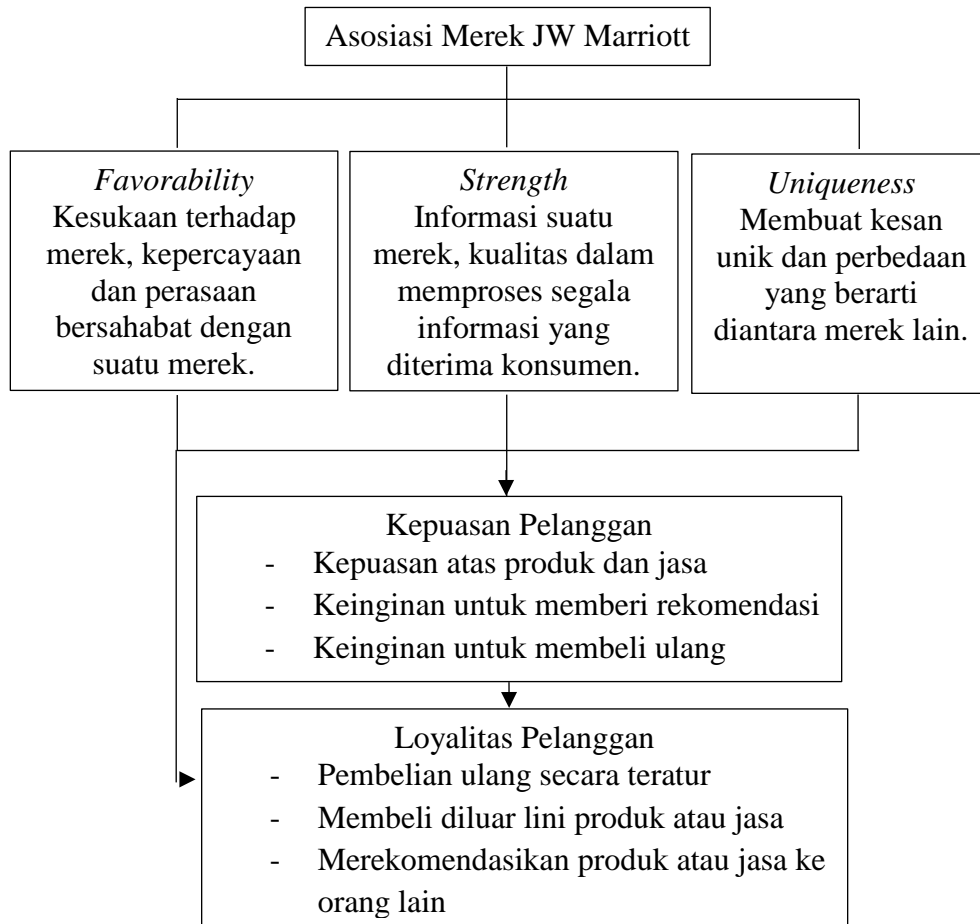 Asosiasi Merek JW Marriott
Favorability
Kesukaan terhadap
merek, kepercayaan
dan perasaan
bersahabat dengan
suatu merek.
Strength
Informasi suatu
merek, kualitas dalam
memproses segala
informasi yang
diterima konsumen.
Uniqueness
Membuat kesan
unik dan perbedaan
yang berarti
diantara merek lain.
Kepuasan Pelanggan
- Kepuasan atas produk dan jasa
- Keinginan untuk memberi rekomendasi
- Keinginan untuk membeli ulang
Loyalitas Pelanggan
- Pembelian ulang secara teratur
- Membeli diluar lini produk atau jasa
- Merekomendasikan produk atau jasa ke
orang lain